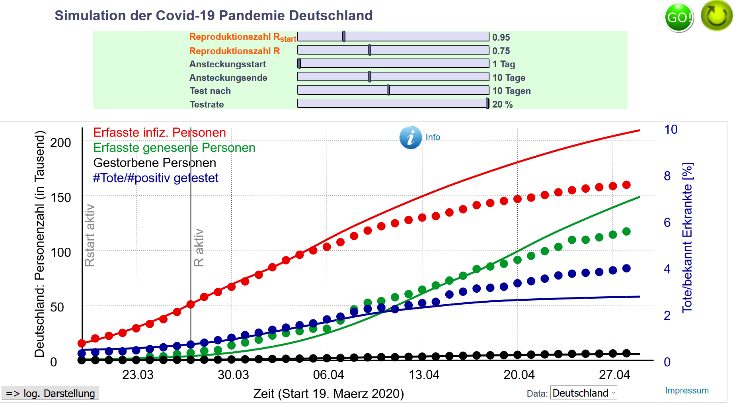 Simulation der Covid-19 Pandemie Deutschland
GO!
Reproduktionszahl Rstart 0.95
Reproduktionszahl R 0.75
Ansteckungsstart 1 Tag
Ansteckungsende 10 Tage
Test nach 10 Tagen
Testrate 20 %
Deutschland: Personenzahl (in Tausend)
200
150
100
50
0
Erfasste infiz. Personen
Erfasste genesene Personen
Gestorbene Personen
#Tote/#positiv getestet
Info
Rstart aktiv
R aktiv
10
8
6
4
2
0
Tote/bekannt Erkrankte [%]
23.03 30.03 06.04 13.04 20.04 27.04
=> log. Darstellung
Zeit (Start 19. Maerz 2020)
Data: Deutschland
Impressum